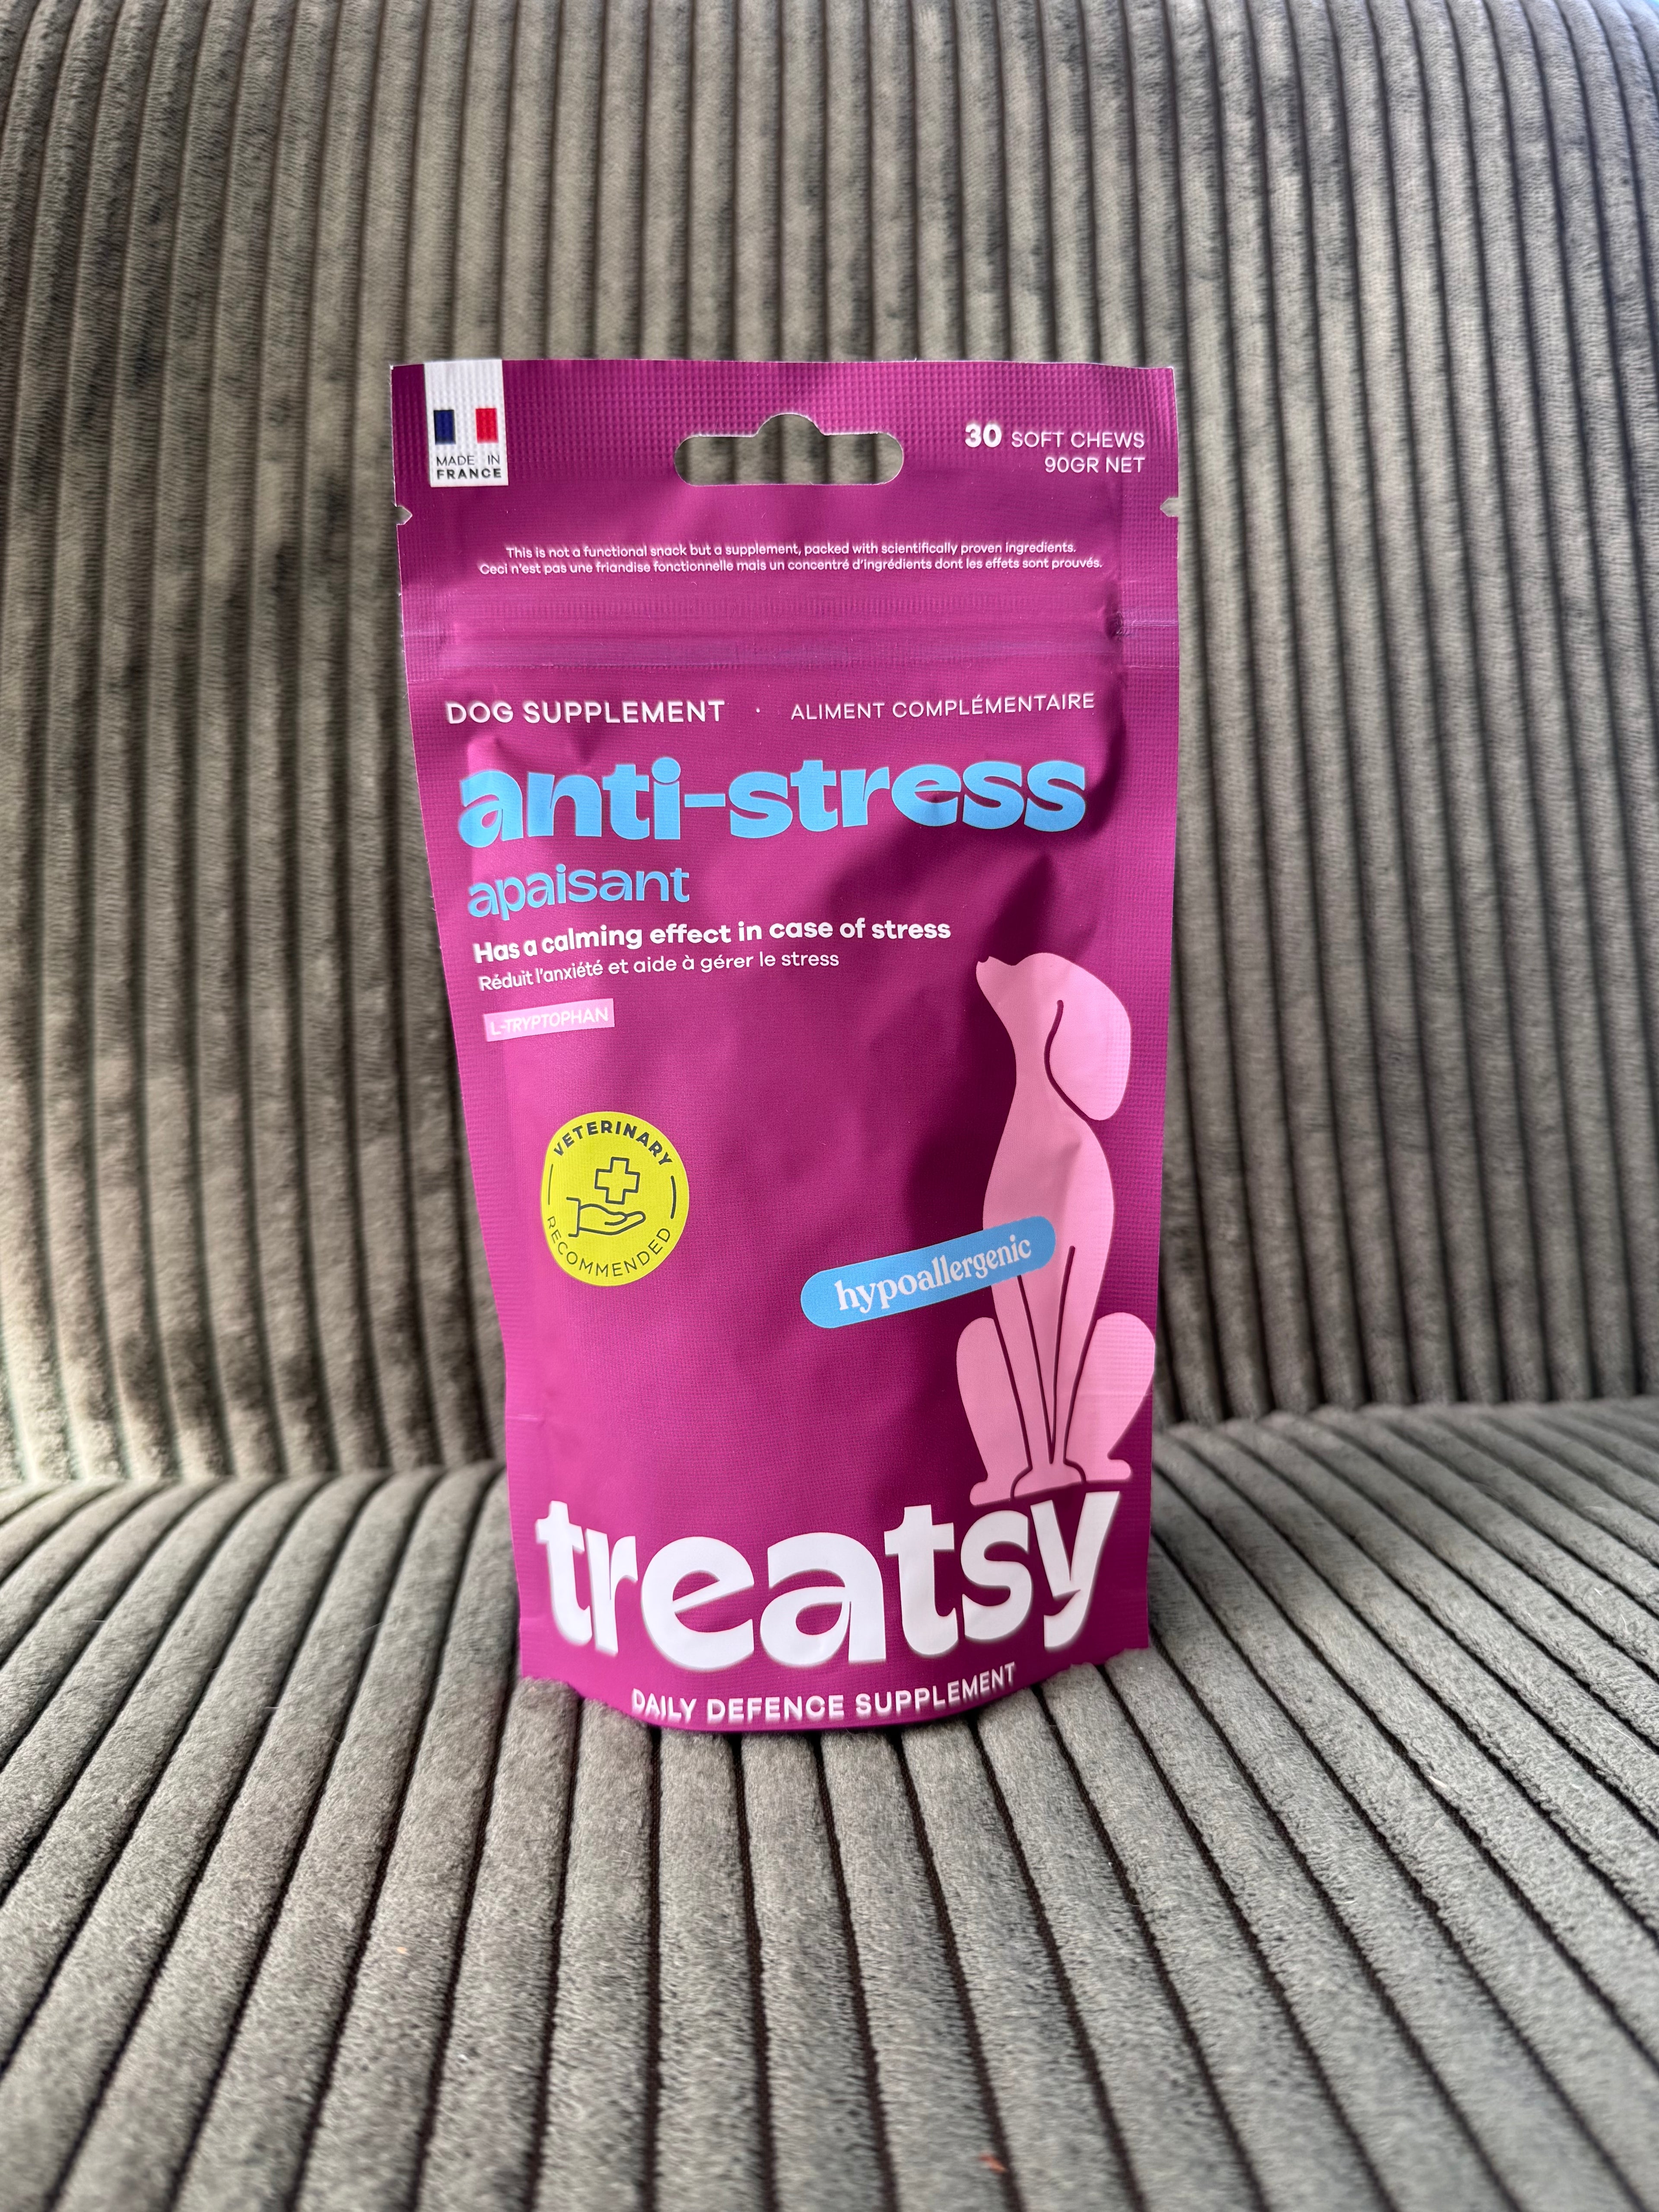 MADE IN
FRANCE
30 SOFT CHEWS
90GR NET
This is not a functional snack but a supplement, packed with scientifically proven ingredients.
Ceci n'est pas une friandise fonctionnelle mais un concentré d'ingrédients dont les effets sont prouvés.
DOG SUPPLEMENT · ALIMENT COMPLÉMENTAIRE
anti-stress
apaisant
Has a calming effect in case of stress
Réduit l'anxiété et aide à gérer le stress
L-TRYPTOPHAN
VETERINARY
RECOMMENDED
hypoallergenic
treatsy
DAILY DEFENCE SUPPLEMENT